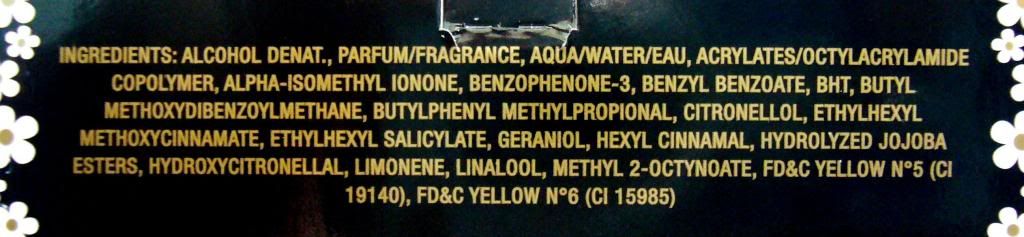 INGREDIENTS: ALCOHOL DENAT., PARFUM/FRAGRANCE, AQUA/WATER/EAU, ACRYLATES/OCTYLACRYLAMIDE
COPOLYMER, ALPHA-ISOMETHYL IONONE, BENZOPHENONE-3, BENZYL BENZOATE, BHT, BUTYL
METHOXYDIBENZOYLMETHANE, BUTYLPHENYL METHYLPROPIONAL, CITRONELLOL, ETHYLHEXYL
METHOXYCINNAMATE, ETHYLHEXYL SALICYLATE, GERANIOL, HEXYL CINNAMAL, HYDROLYZED JOJOBA
ESTERS, HYDROXYCITRONELLAL, LIMONENE, LINALOOL, METHYL 2-OCTYNOATE, FD&C YELLOW N°5 (CI
19140), FD&C YELLOW N°6 (CI 15985)